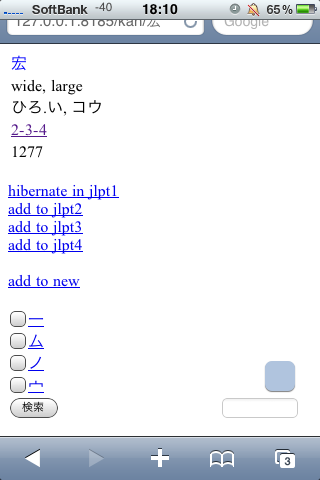 SoftBank -40 18:10 65%
127.0.0.1:8185/kan/宏 Google
宏
wide, large
ひろ.い, コウ
2-3-4
1277
hibernate in jlpt1
add to jlpt2
add to jlpt3
add to jlpt4
add to new
一
ム
ノ
宀
検索
3